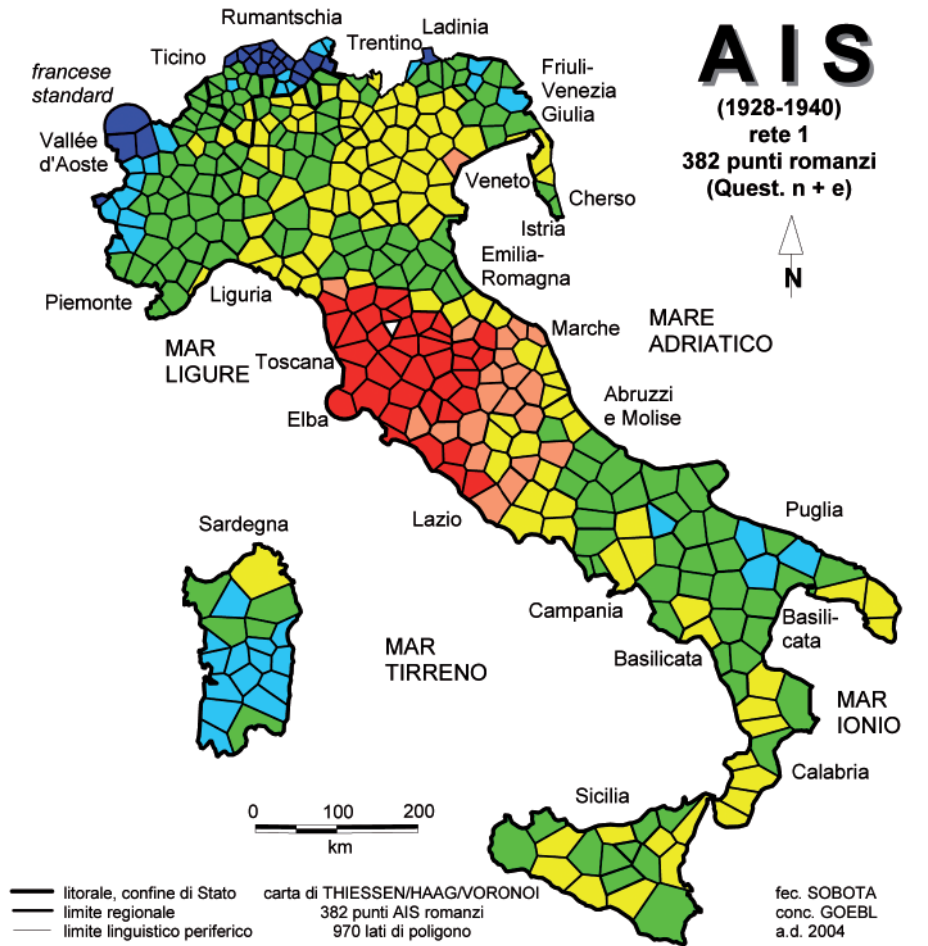 Rumantschia
Ladinia
Trentino
Ticino
francese
standard
Vallée
d'Aoste
Friuli-
Venezia
Giulia
A I S
(1928-1940)
rete 1
382 punti romanzi
(Quest. n + e)
N
Veneto
Cherso
Istria
Emilia-
Romagna
Piemonte
Liguria
MAR
LIGURE
Toscana
Marche
MARE
ADRIATICO
Elba
Abruzzi
e Molise
Lazio
Puglia
Sardegna
Campania
Basili-
cata
Basilicata
MAR
TIRRENO
MAR
IONIO
Calabria
Sicilia
0 100 200
km
litorale, confine di Stato
limite regionale
limite linguistico periferico
carta di THIESSEN/HAAG/VORONOI
382 punti AIS romanzi
970 lati di poligono
fec. SOBOTA
conc. GOEBL
a.d. 2004